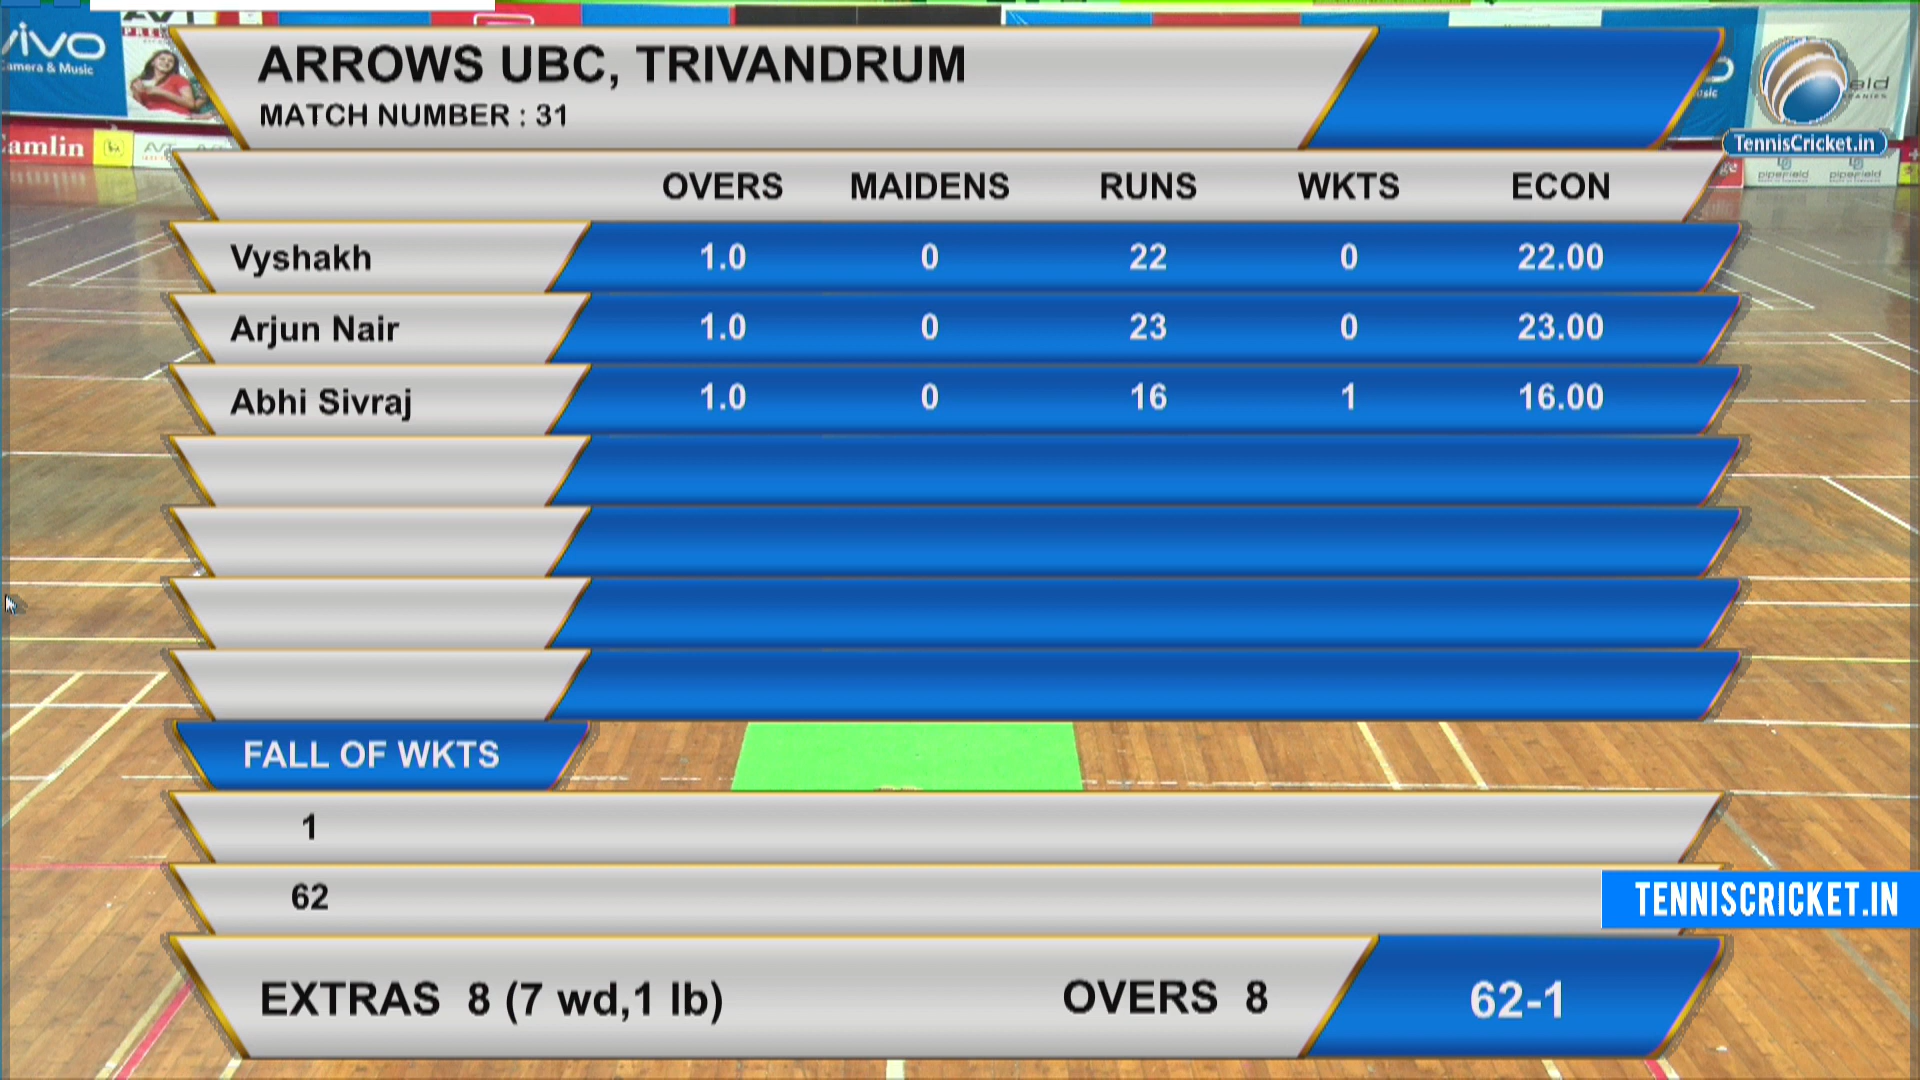 vivo
Camera & Music
ARROWS UBC, TRIVANDRUM
MATCH NUMBER : 31
TennisCricket.in
amlin
OVERS MAIDENS RUNS WKTS ECON
pipefield pipefield
Vyshakh 1.0 0 22 0 22.00
Arjun Nair 1.0 0 23 0 23.00
Abhi Sivraj 1.0 0 16 1 16.00
FALL OF WKTS
1
62
TENNISCRICKET.IN
EXTRAS 8 (7 wd,1 lb) OVERS 8 62-1